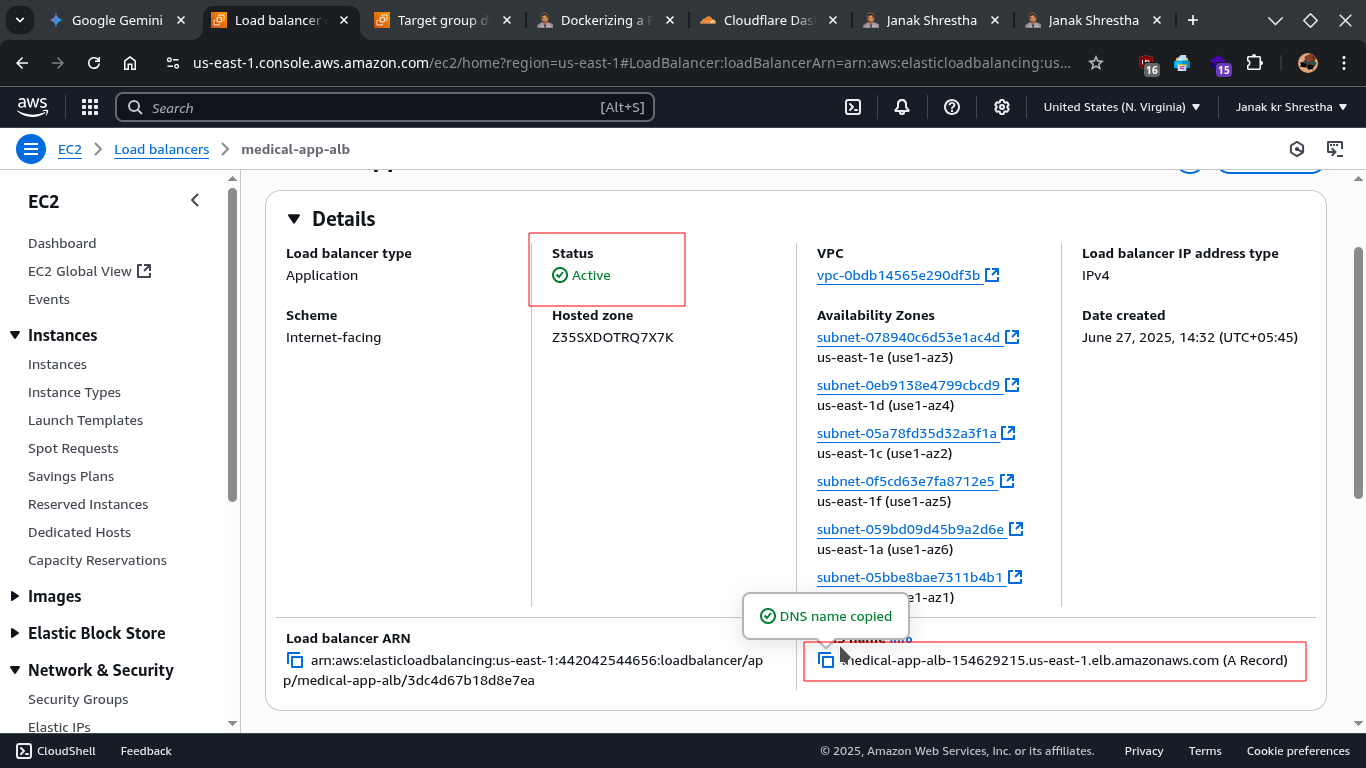 Google Gemini
Load balancer
Target group d
Dockerizing a
Cloudflare Das
Janak Shrestha
Janak Shrestha
us-east-1.console.aws.amazon.com/ec2/home?region=us-east-1#LoadBalancer:loadBalancerArn=arn:aws:elasticloadbalancing:us...
16
15
aws
Search
[Alt+S]
United States (N. Virginia)
Janak kr Shrestha
EC2
Load balancers
medical-app-alb
EC2
Dashboard
EC2 Global View
Events
Instances
Instances
Instance Types
Launch Templates
Spot Requests
Savings Plans
Reserved Instances
Dedicated Hosts
Capacity Reservations
Images
Elastic Block Store
Network & Security
Security Groups
Elastic IPs
Details
Load balancer type
Application
Scheme
Internet-facing
Status
Active
Hosted zone
Z35SXDOTRQ7X7K
VPC
vpc-0bdb14565e290df3b
Availability Zones
subnet-078940c6d53e1ac4d
us-east-1e (use1-az3)
subnet-0eb9138e4799cbcd9
us-east-1d (use1-az4)
subnet-05a78fd35d32a3f1a
us-east-1c (use1-az2)
subnet-0f5cd63e7fa8712e5
us-east-1f (use1-az5)
subnet-059bd09d45b9a2d6e
us-east-1a (use1-az6)
subnet-05bbe8bae7311b4b1
e1-az1)
Load balancer IP address type
IPv4
Date created
June 27, 2025, 14:32 (UTC+05:45)
Load balancer ARN
arn:aws:elasticloadbalancing:us-east-1:442042544656:loadbalancer/ap
p/medical-app-alb/3dc4d67b18d8e7ea
DNS name copied
medical-app-alb-154629215.us-east-1.elb.amazonaws.com (A Record)
CloudShell
Feedback
© 2025, Amazon Web Services, Inc. or its affiliates.
Privacy
Terms
Cookie preferences